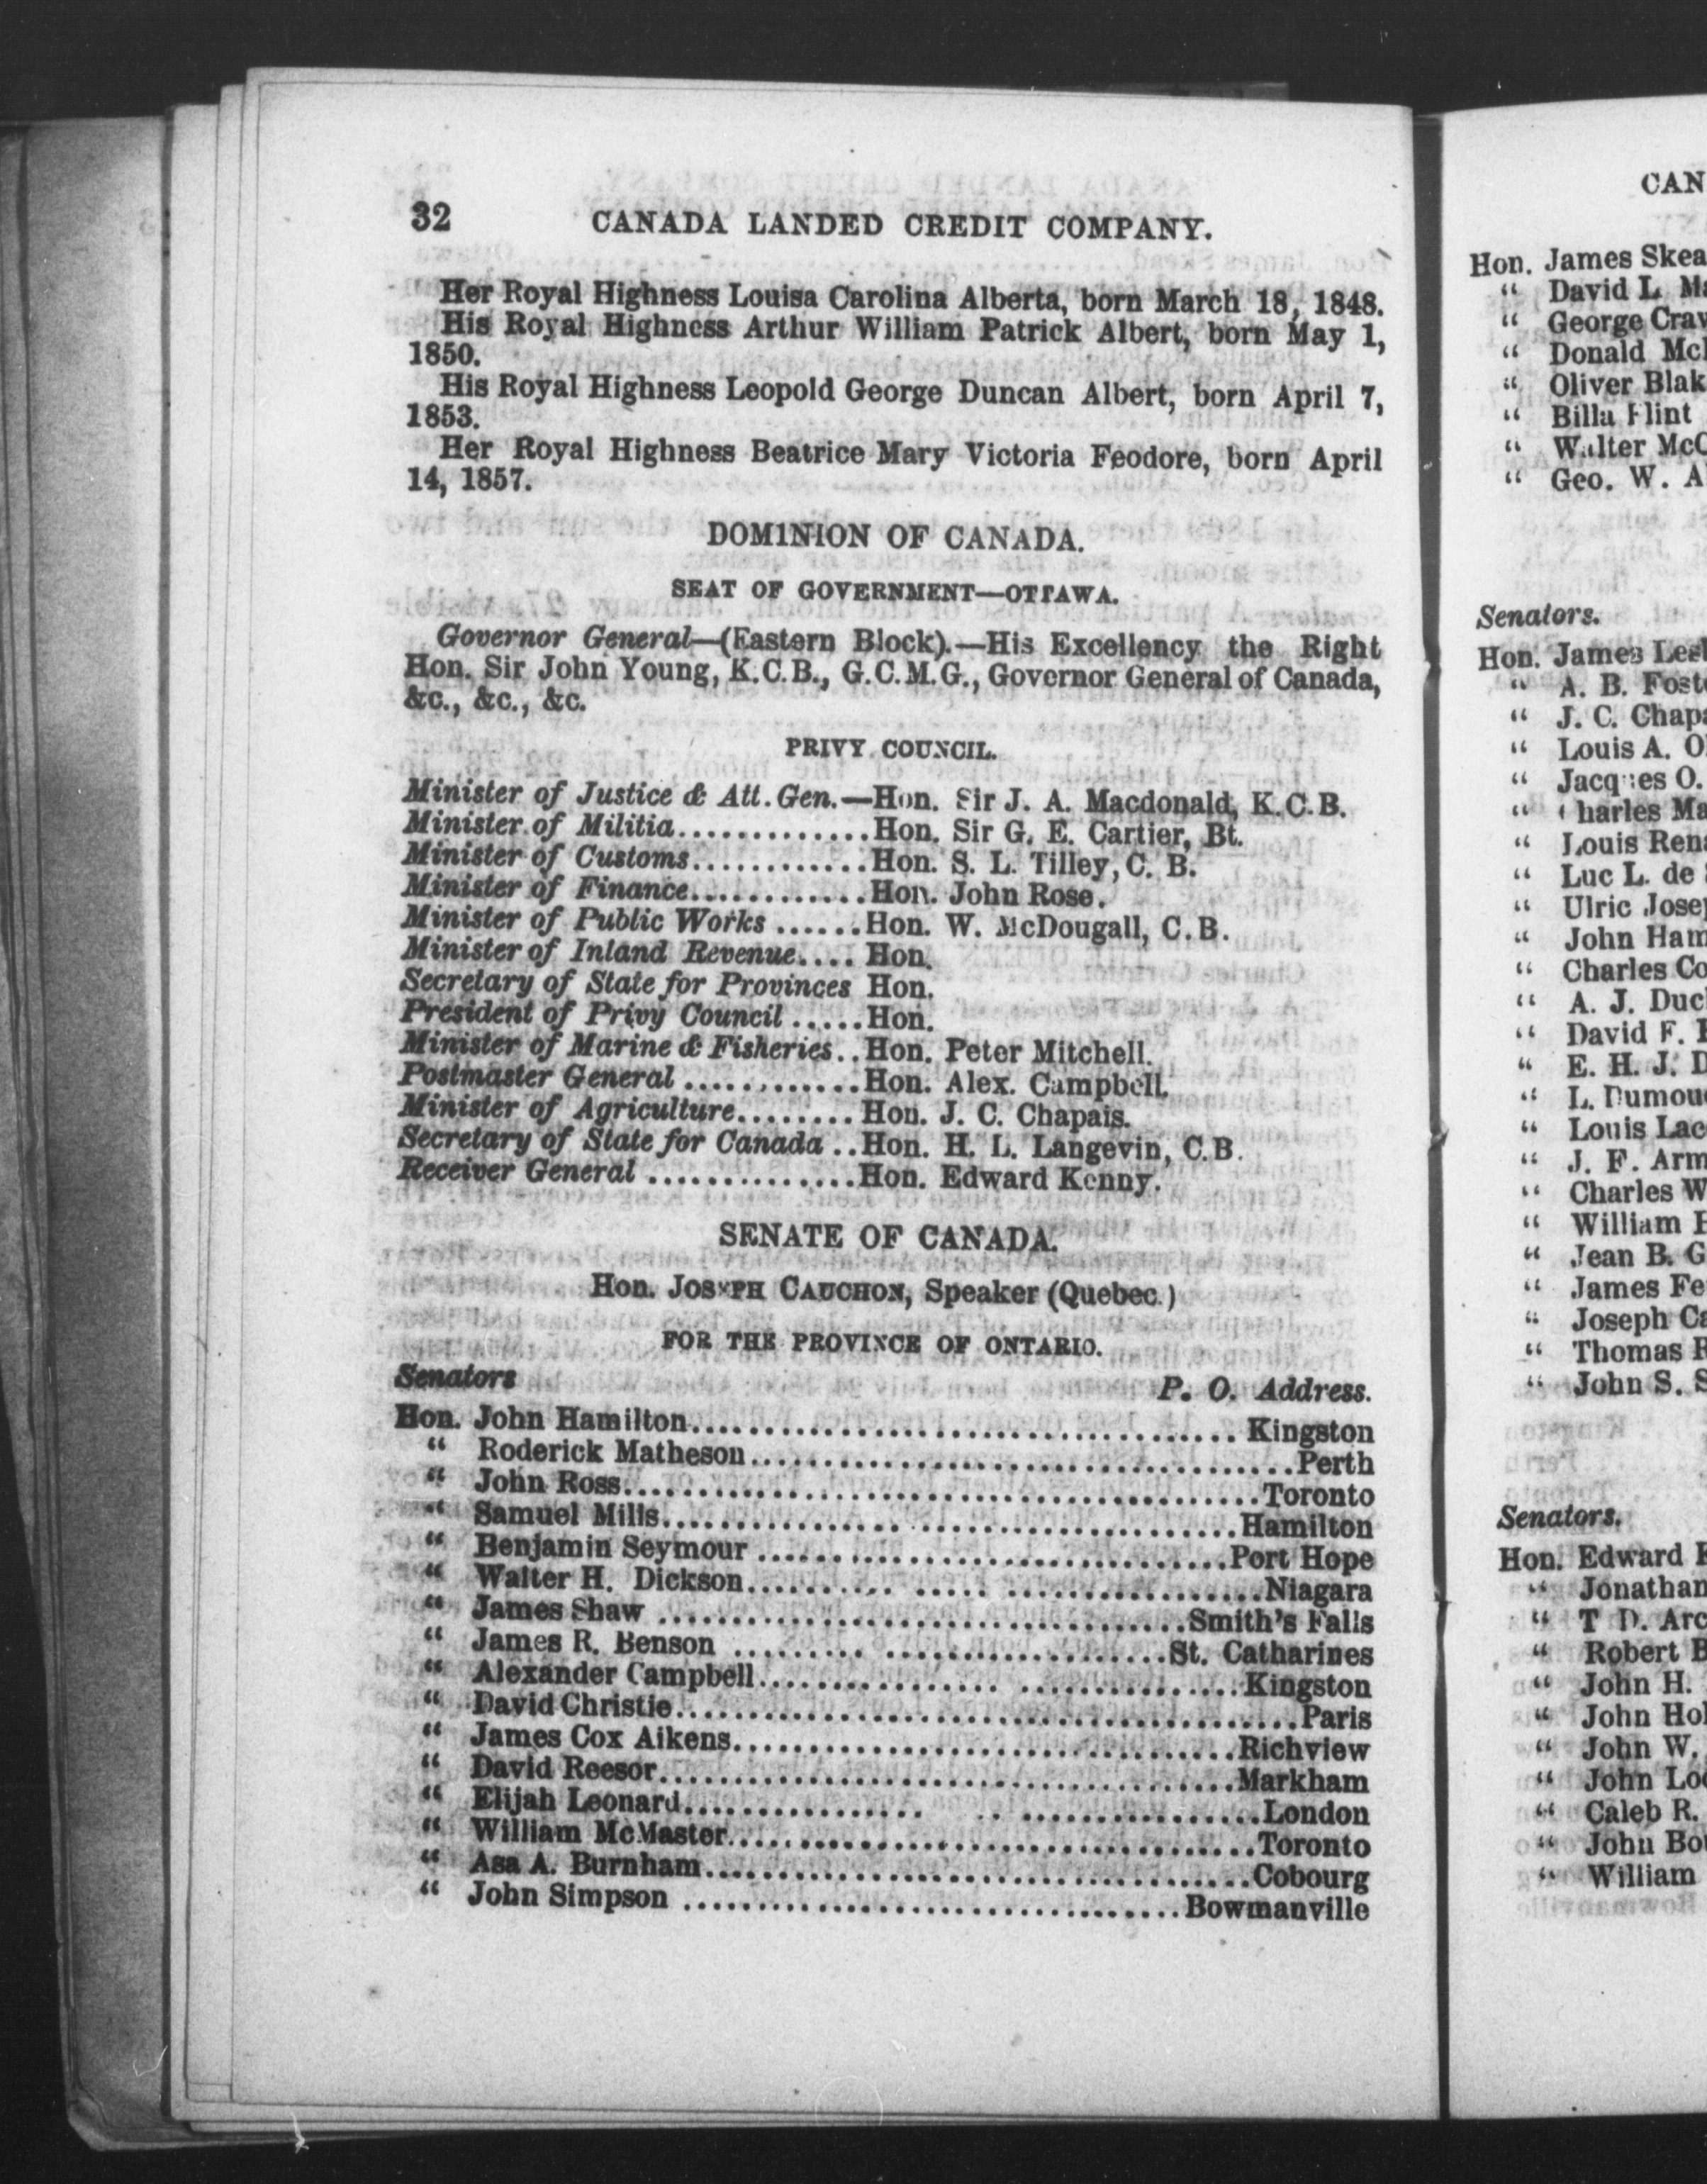 32 CANADA LANDED CREDIT COMPANY.
Her Royal Highness Louisa Carolina Alberta, born March 18, 1848.
His Royal Highness Arthur William Patrick Albert, born May 1,
1850.
His Royal Highness Leopold George Duncan Albert, born April 7,
1853.
Her Royal Highness Beatrice Mary Victoria Feodore, born April
14, 1857.
DOMINION OF CANADA.
SEAT OF GOVERNMENT—OTTAWA.
Governor General—(Eastern Block).—His Excellency the Right
Hon. Sir John Young, K.C.B., G.C.M.G., Governor General of Canada,
&c., &c., &c.
PRIVY COUNCIL.
Minister of Justice & Att. Gen.—Hon. Sir J. A. Macdonald, K.C.B.
Minister of Militia.............Hon. Sir G. E. Cartier, Bt.
Minister of Customs.............Hon. S. L. Tilley, C. B.
Minister of Finance.............Hon. John Rose.
Minister of Public Works ......Hon. W. McDougall, C.B.
Minister of Inland Revenue.... Hon.
Secretary of State for Provinces Hon.
President of Privy Council ......Hon.
Minister of Marine & Fisheries..Hon. Peter Mitchell.
Postmaster General .............Hon. Alex. Campbell.
Minister of Agriculture.........Hon. J. C. Chapais.
Secretary of State for Canada ..Hon. H. L. Langevin, C.B.
Receiver General ...............Hon. Edward Kenny.
SENATE OF CANADA.
Hon. JOSEPH CAUCHON, Speaker (Quebec.)
FOR THE PROVINCE OF ONTARIO.
Senators P. O. Address.
Hon. John Hamilton........................................Kingston
“ Roderick Matheson........................................Perth
“ John Ross................................................Toronto
“ Samuel Mills.............................................Hamilton
“ Benjamin Seymour ........................................Port Hope
“ Walter H. Dickson........................................Niagara
“ James Shaw ..............................................Smith's Falls
“ James R. Benson .........................................St. Catharines
“ Alexander Campbell.......................................Kingston
“ David Christie...........................................Paris
“ James Cox Aikens.........................................Richview
“ David Reesor.............................................Markham
“ Elijah Leonard...........................................London
“ William McMaster.........................................Toronto
“ Asa A. Burnham...........................................Cobourg
“ John Simpson ............................................Bowmanville
CAN
Hon. James Skea
“ David L. Ma
“ George Craw
“ Donald Mc
“ Oliver Blak
“ Billa Flint
“ Walter McC
“ Geo. W. A
Senators.
Hon. James Lesl
“ A. B. Foste
“ J. C. Chapa
“ Louis A. O
“ Jacques O.
“ Charles Ma
“ Louis Rena
“ Luc L. de
“ Ulric Josep
“ John Ham
“ Charles Co
“ A. J. Duc
“ David F.
“ E. H. J. D
“ L. Dumou
“ Louis Lac
“ J. F. Arm
“ Charles W
“ William
“ Jean B. G
“ James Fe
“ Joseph Ca
“ Thomas
“ John S. S
Senators.
Hon. Edward
“ Jonathan
“ T. D. Arc
“ Robert
“ John H.
“ John Hol
“ John W.
“ John Loc
“ Caleb R.
“ John Bo
“ William